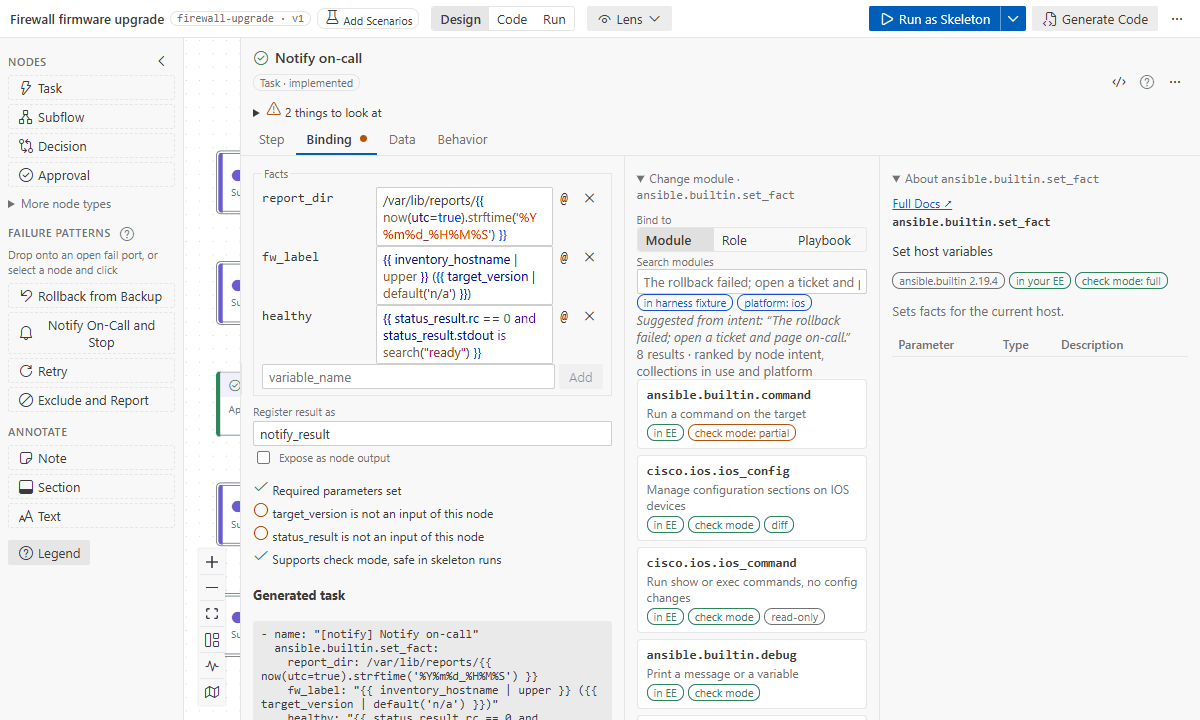 Firewall firmware upgrade
firewall-upgrade · v1
Add Scenarios
Design
Code
Run
Lens
Run as Skeleton
Generate Code
NODES
Task
Subflow
Decision
Approval
More node types
FAILURE PATTERNS
Drop onto an open fail port, or
select a node and click
Rollback from Backup
Notify On-Call and
Stop
Retry
Exclude and Report
ANNOTATE
Note
Section
Text
Legend
Su
Su
Ap
Su
Su
Notify on-call
Task · implemented
2 things to look at
Step
Binding
Data
Behavior
Facts
report_dir
/var/lib/reports/{{
now(utc=true).strftime('%Y
%m%d_%H%M%S') }}
@
fw_label
{{ inventory_hostname |
upper }} ({{ target_version |
default('n/a') }})
@
healthy
{{ status_result.rc == 0 and
status_result.stdout is
search("ready") }}
@
variable_name
Add
Register result as
notify_result
Expose as node output
Required parameters set
target_version is not an input of this node
status_result is not an input of this node
Supports check mode, safe in skeleton runs
Generated task
- name: "[notify] Notify on-call"
ansible.builtin.set_fact:
report_dir: /var/lib/reports/{{
now(utc=true).strftime('%Y%m%d_%H%M%S') }}
fw_label: "{{ inventory_hostname | upper }} ({{
target_version | default('n/a') }})"
healthy: "{{ status_result.rc == 0 and
Change module ·
ansible.builtin.set_fact
Bind to
Module
Role
Playbook
Search modules
The rollback failed; open a ticket and p
in harness fixture
platform: ios
Suggested from intent: “The rollback
failed; open a ticket and page on-call.”
8 results · ranked by node intent,
collections in use and platform
ansible.builtin.command
Run a command on the target
in EE
check mode: partial
cisco.ios.ios_config
Manage configuration sections on IOS
devices
in EE
check mode
diff
cisco.ios.ios_command
Run show or exec commands, no config
changes
in EE
check mode
read-only
ansible.builtin.debug
Print a message or a variable
in EE
check mode
About ansible.builtin.set_fact
Full Docs ↗
ansible.builtin.set_fact
Set host variables
ansible.builtin 2.19.4
in your EE
check mode: full
Sets facts for the current host.
Parameter
Type
Description